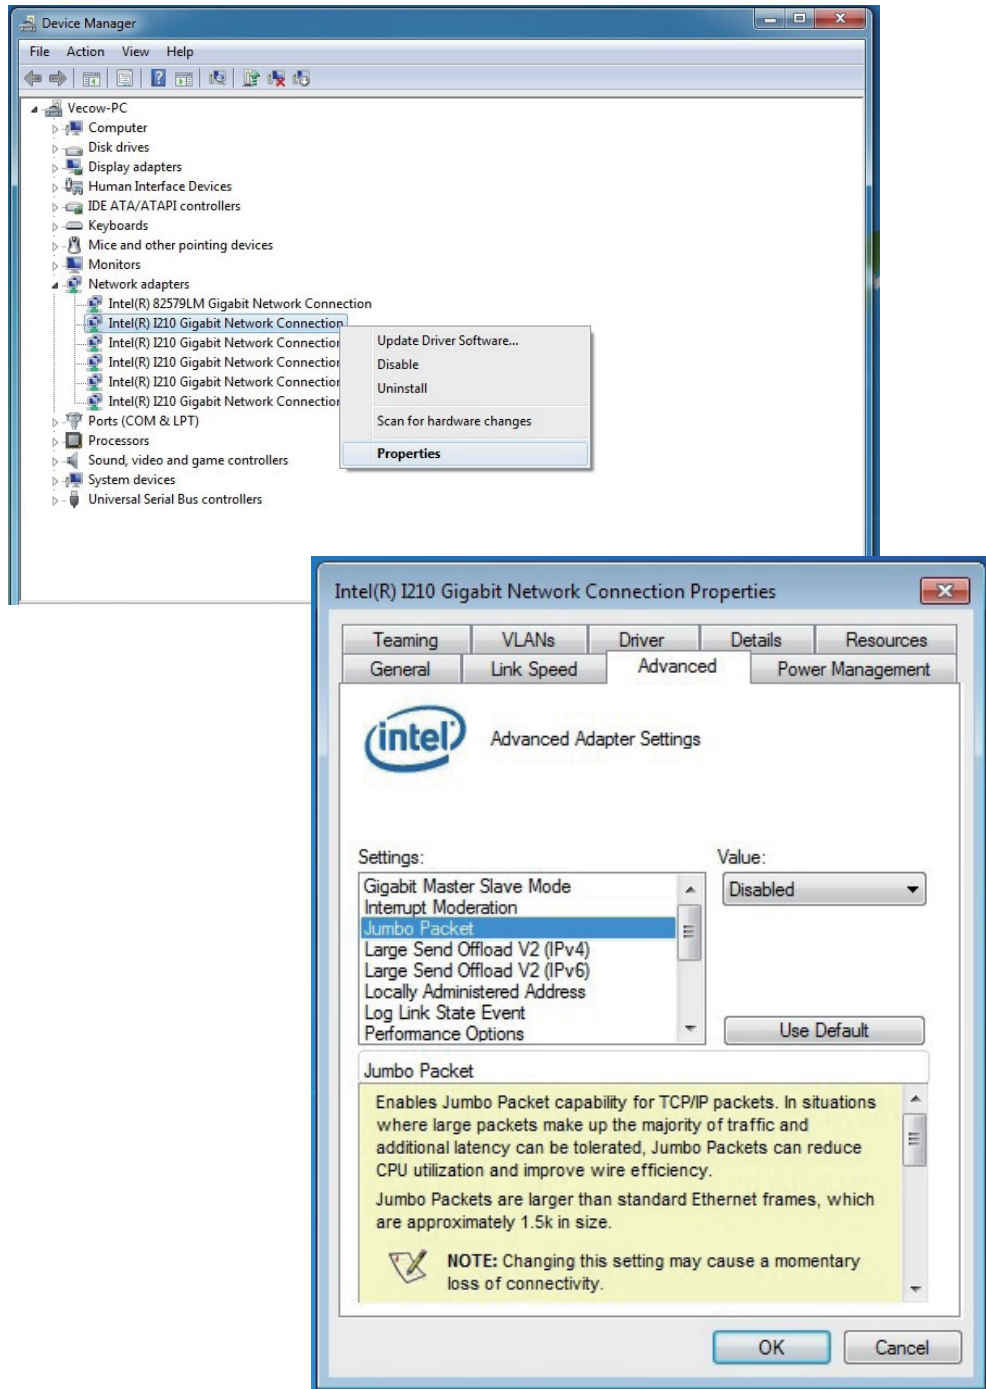 Device Manager
File Action View Help
Vecow-PC
Computer
Disk drives
Display adapters
Human Interface Devices
IDE ATA/ATAPI controllers
Keyboards
Mice and other pointing devices
Monitors
Network adapters
Intel(R) 82579LM Gigabit Network Connection
Intel(R) I210 Gigabit Network Connection
Intel(R) I210 Gigabit Network Connection
Intel(R) I210 Gigabit Network Connection
Intel(R) I210 Gigabit Network Connection
Intel(R) I210 Gigabit Network Connection
Ports (COM & LPT)
Processors
Sound, video and game controllers
System devices
Universal Serial Bus controllers
Update Driver Software...
Disable
Uninstall
Scan for hardware changes
Properties
Intel(R) I210 Gigabit Network Connection Properties
Teaming VLANs Driver Details Resources
General Link Speed Advanced Power Management
intel
Advanced Adapter Settings
Settings:
Value:
Gigabit Master Slave Mode
Interrupt Moderation
Jumbo Packet
Large Send Offload V2 (IPv4)
Large Send Offload V2 (IPv6)
Locally Administered Address
Log Link State Event
Performance Options
Disabled
Use Default
Jumbo Packet
Enables Jumbo Packet capability for TCP/IP packets. In situations
where large packets make up the majority of traffic and
additional latency can be tolerated, Jumbo Packets can reduce
CPU utilization and improve wire efficiency.
Jumbo Packets are larger than standard Ethernet frames, which
are approximately 1.5k in size.
NOTE: Changing this setting may cause a momentary
loss of connectivity.
OK Cancel